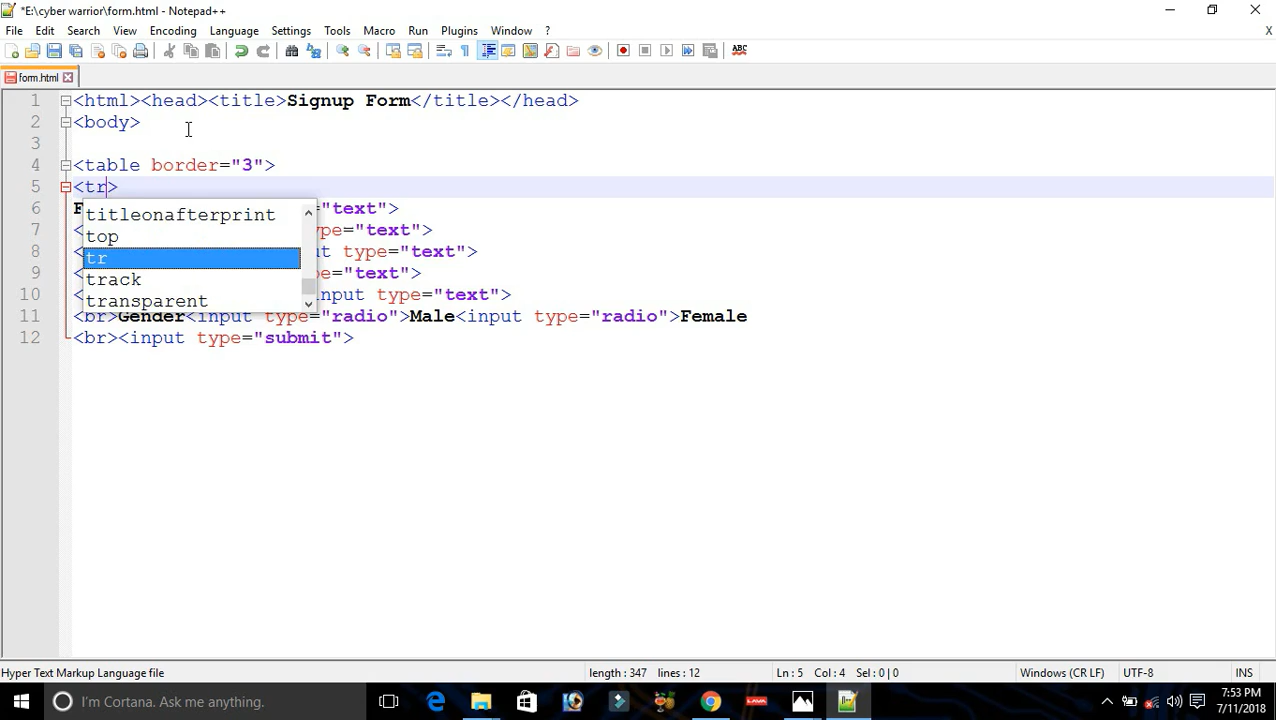 *E:\cyber warrior\form.html - Notepad++
File Edit Search View Encoding Language Settings Tools Macro Run Plugins Window ? X
ABC
form.html
1 <html><head><title>Signup Form</title></head>
2 <body>
3
4 <table border="3">
5 <tr>
6 F ="text">
7 < ype="text">
8 < ut type="text">
9 < pe="text">
10 < input type="text">
11 <br>Gender<input type="radio">Male<input type="radio">Female
12 <br><input type="submit">
titleonafterprint
top
tr
track
transparent
Hyper Text Markup Language file length : 347 lines : 12 Ln : 5 Col : 4 Sel : 0 | 0 Windows (CR LF) UTF-8 INS
I'm Cortana. Ask me anything.
LAVA
7:53 PM
7/11/2018